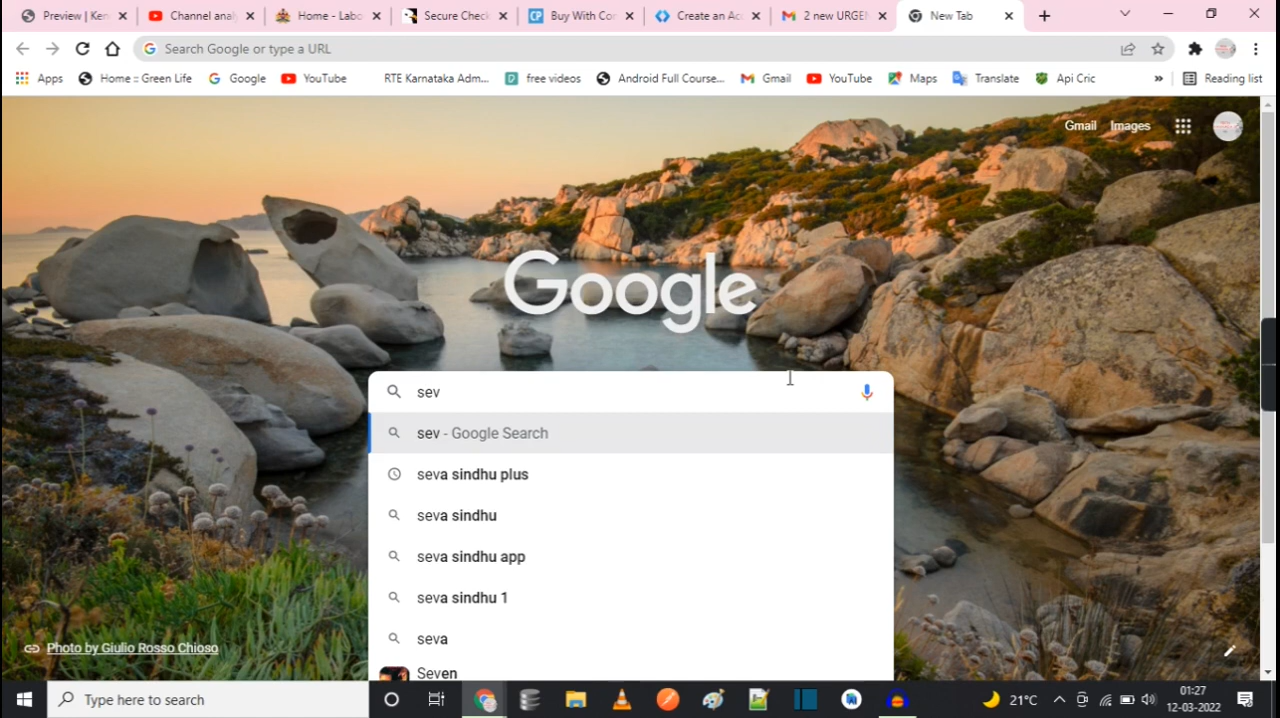 Preview | Ken
Channel anal
Home - Labo
Secure Chec
Buy With Cor
Create an Ac
2 new URGEN
New Tab
Search Google or type a URL
Apps
Home :: Green Life
Google
YouTube
RTE Karnataka Adm...
free videos
Android Full Course...
Gmail
YouTube
Maps
Translate
Api Cric
»
Reading list
Gmail
Images
Google
sev
sev - Google Search
seva sindhu plus
seva sindhu
seva sindhu app
seva sindhu 1
seva
Seven
Photo by Giulio Rosso Chioso
Type here to search
21°C
01:27
12-03-2022